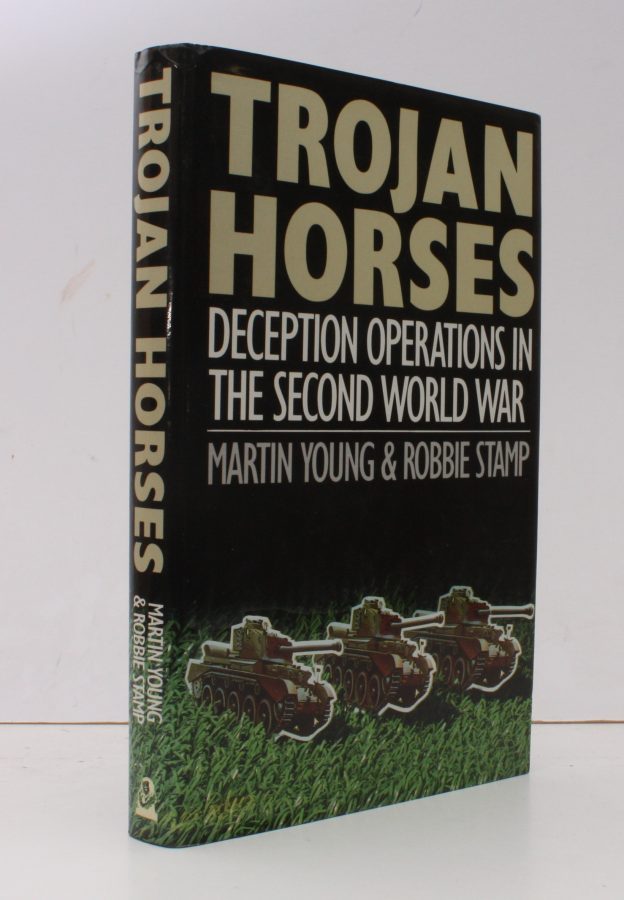 TROJAN
HORSES
DECEPTION OPERATIONS IN
THE SECOND WORLD WAR
MARTIN YOUNG & ROBBIE STAMP
TROJAN HORSES
MARTIN YOUNG
& ROBBIE STAMP